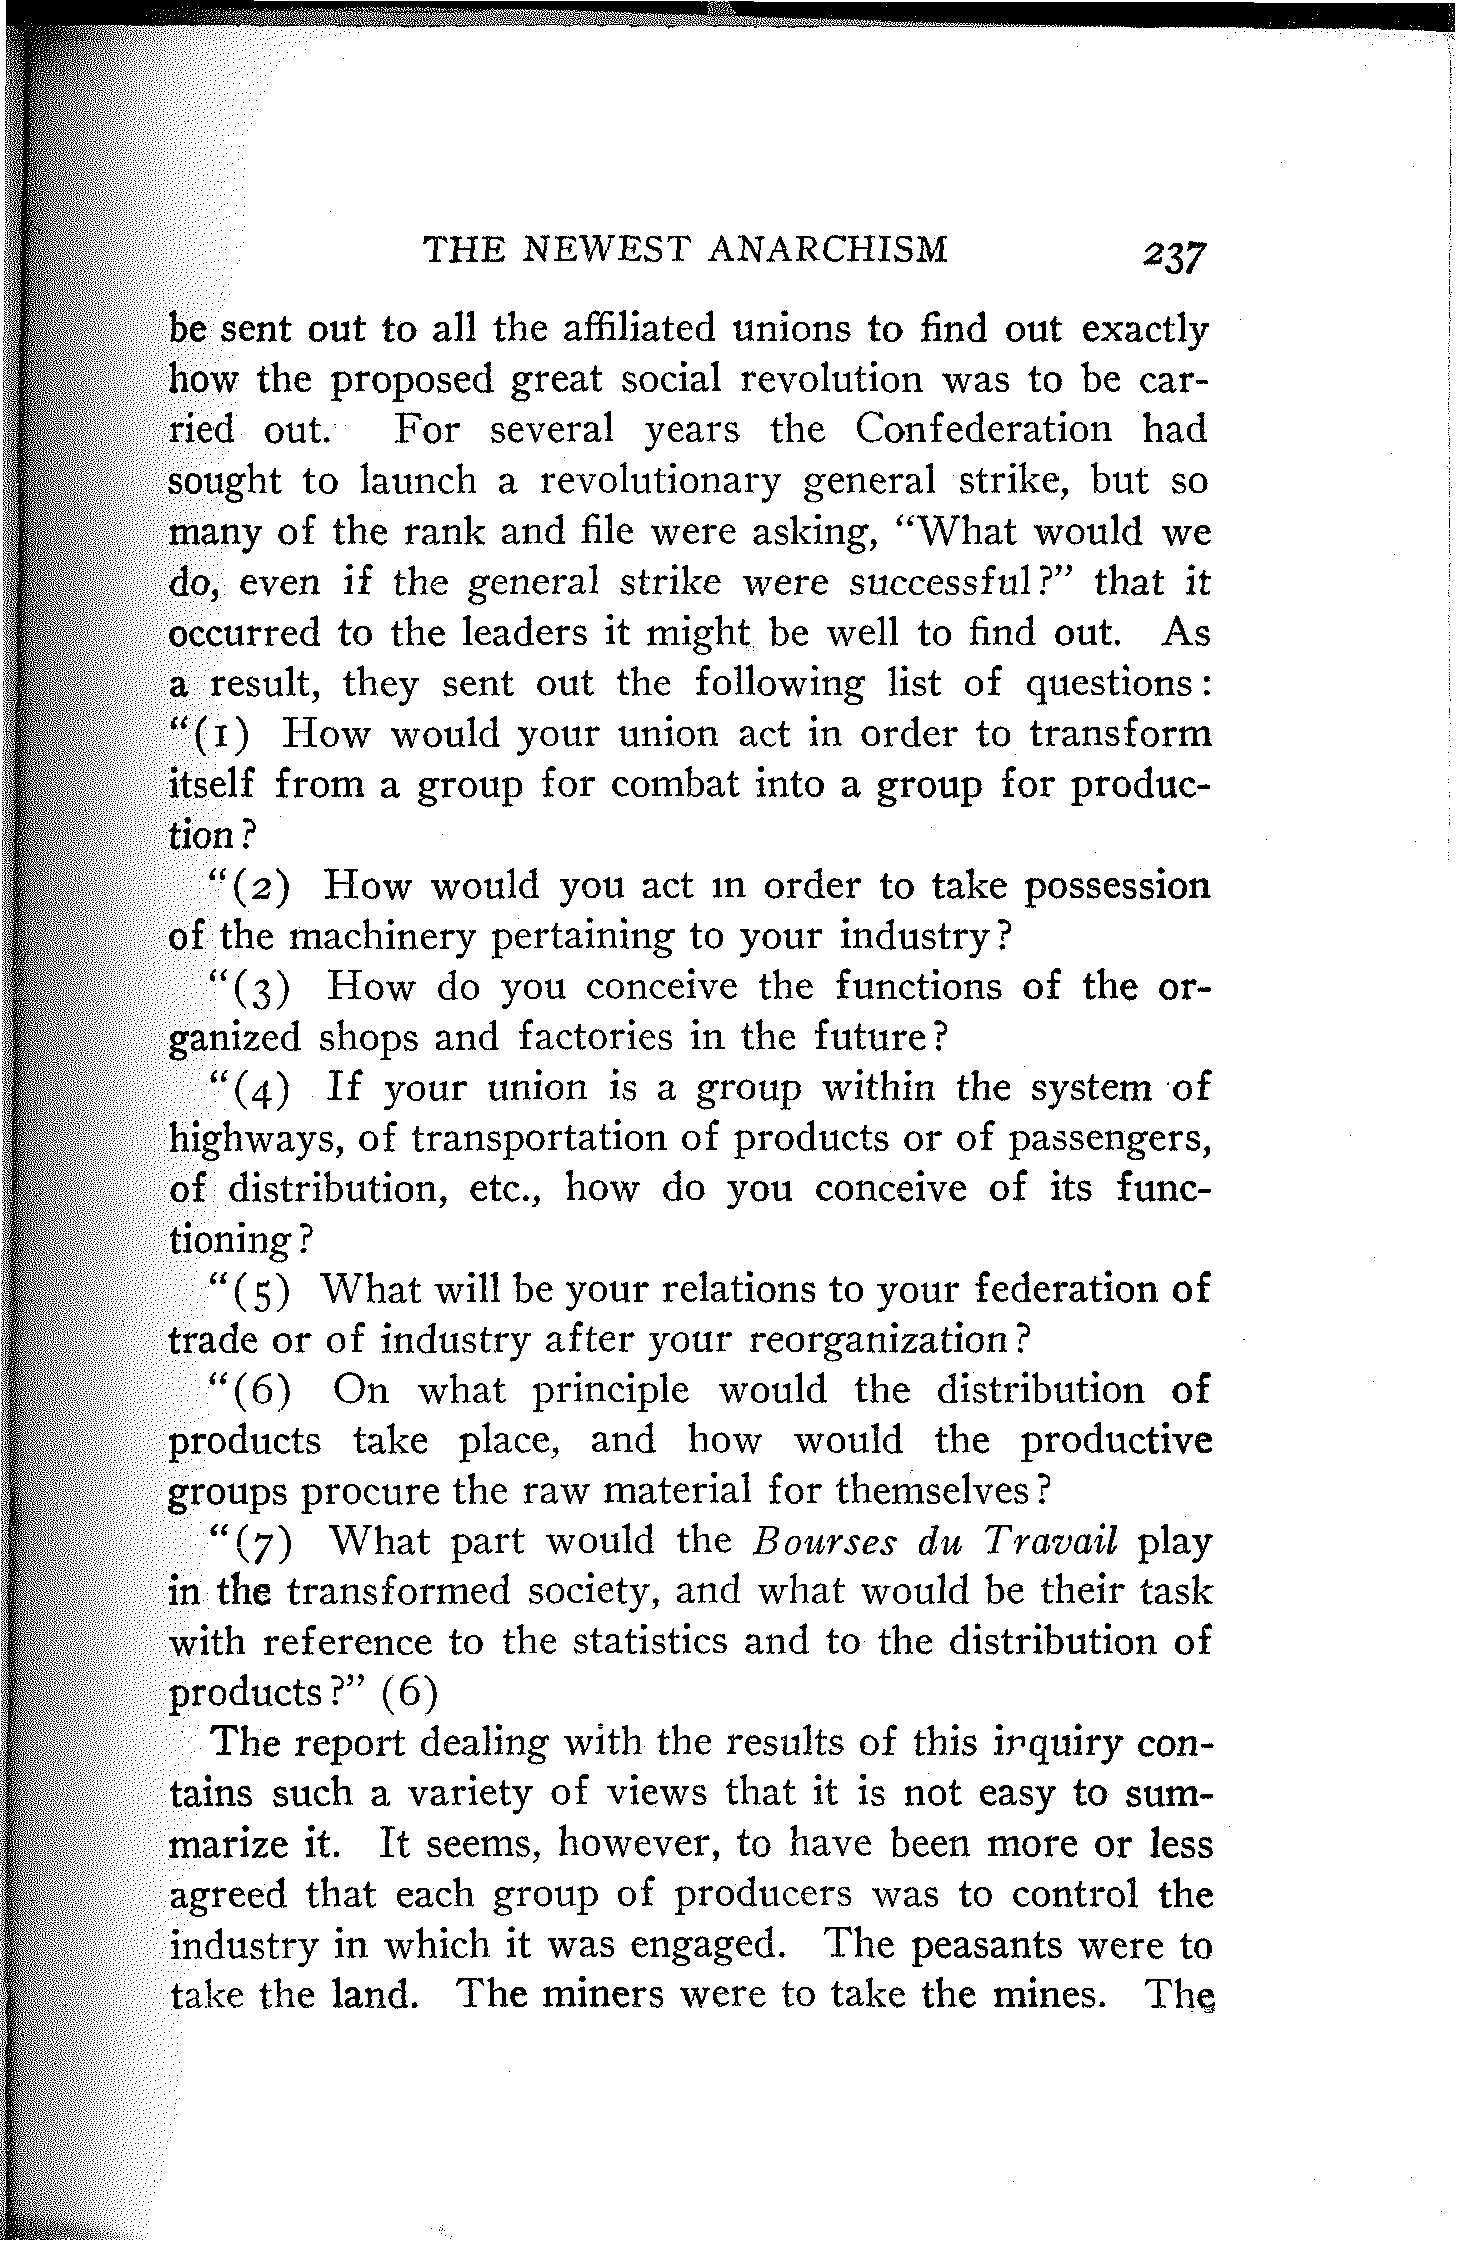 THE NEWEST ANARCHISM 237
be sent out to all the affiliated unions to find out exactly
how the proposed great social revolution was to be car-
ried out. For several years the Confederation had
sought to launch a revolutionary general strike, but so
many of the rank and file were asking, “What would we
do, even if the general strike were successful?” that it
occurred to the leaders it might be well to find out. As
a result, they sent out the following list of questions:
“(1) How would your union act in order to transform
itself from a group for combat into a group for produc-
tion?
“(2) How would you act in order to take possession
of the machinery pertaining to your industry?
“(3) How do you conceive the functions of the or-
ganized shops and factories in the future?
“(4) If your union is a group within the system of
highways, of transportation of products or of passengers,
of distribution, etc., how do you conceive of its func-
tioning?
“(5) What will be your relations to your federation of
trade or of industry after your reorganization?
“(6) On what principle would the distribution of
products take place, and how would the productive
groups procure the raw material for themselves?
“(7) What part would the Bourses du Travail play
in the transformed society, and what would be their task
with reference to the statistics and to the distribution of
products?” (6)
The report dealing with the results of this inquiry con-
tains such a variety of views that it is not easy to sum-
marize it. It seems, however, to have been more or less
agreed that each group of producers was to control the
industry in which it was engaged. The peasants were to
take the land. The miners were to take the mines. The